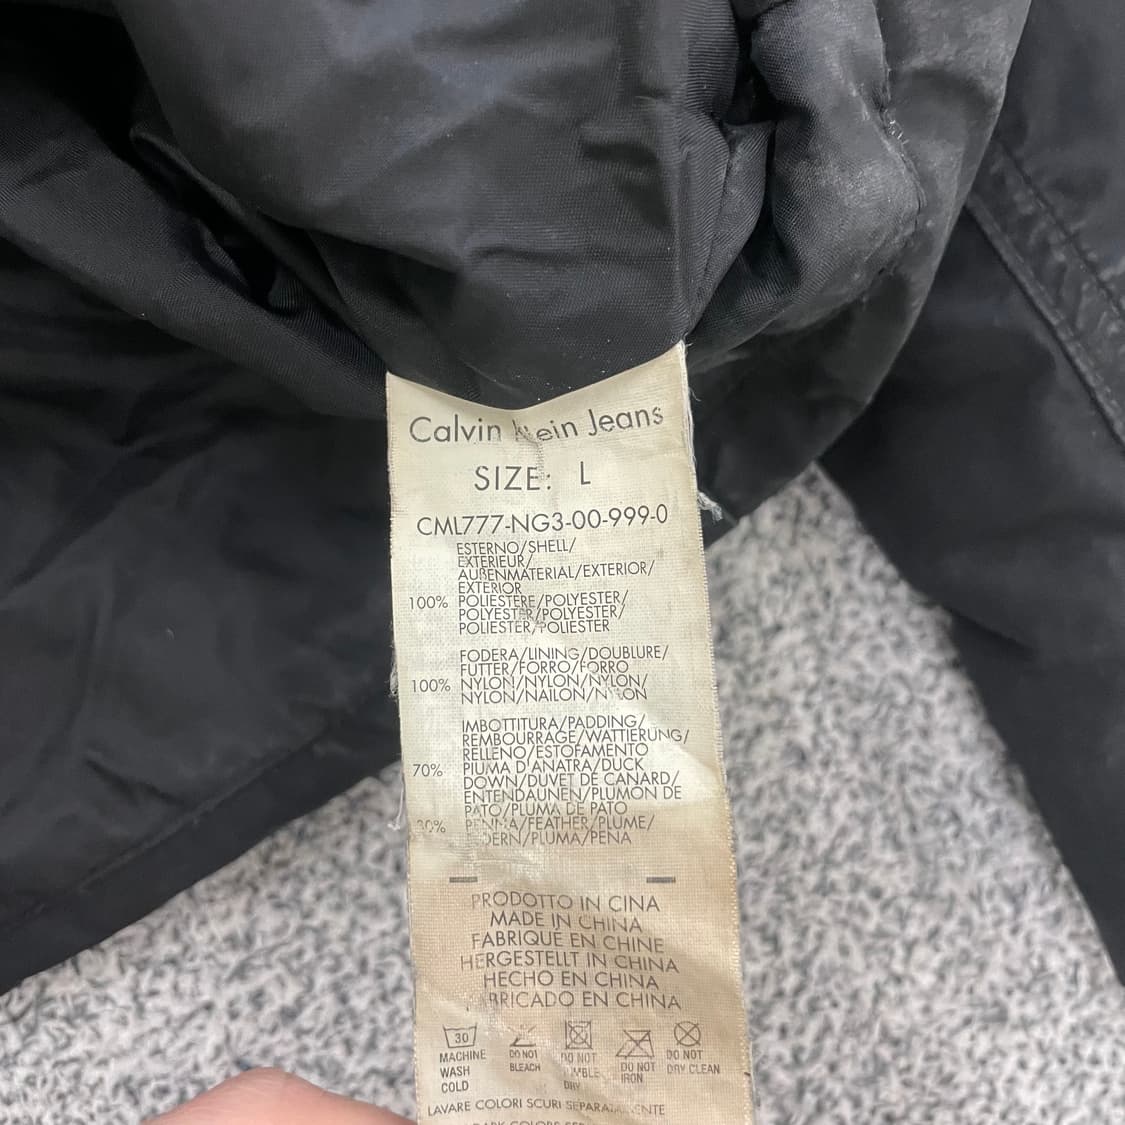 Calvin Klein Jeans
SIZE: L
CML777-NG3-00-999-0
ESTERNO/SHELL/
EXTERIEUR/
AUßENMATERIAL/EXTERIOR/
EXTERIOR
100% POLIESTERE/POLYESTER/
POLYESTER/POLYESTER/
POLIESTER/POLIESTER
FODERA/LINING/DOUBLURE/
FUTTER/FORRO/FORRO
100% NYLON/NYLON/NYLON/
NYLON/NAILON/NYLON
IMBOTTITURA/PADDING/
REMBOURRAGE/WATTIERUNG/
RELLENO/ESTOFAMENTO
70% PIUMA D'ANATRA/DUCK
DOWN/DUVET DE CANARD/
ENTENDAUNEN/PLUMON DE
PATO/PLUMA DE PATO
30% PENNA/FEATHER/PLUME/
FEDERN/PLUMA/PENA
PRODOTTO IN CINA
MADE IN CHINA
FABRIQUÉ EN CHINE
HERGESTELLT IN CHINA
HECHO EN CHINA
FABRICADO EN CHINA
30
MACHINE WASH COLD
DO NOT BLEACH
DO NOT TUMBLE DRY
DO NOT IRON
DO NOT DRY CLEAN
LAVARE COLORI SCURI SEPARATAMENTE